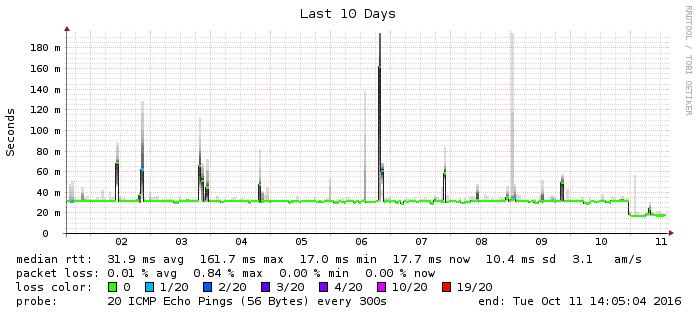 Last 10 Days
RRDTOOL / TOBI OETIKER
Seconds
180 m
160 m
140 m
120 m
100 m
80 m
60 m
40 m
20 m
0
02 03 04 05 06 07 08 09 10 11
median rtt: 31.9 ms avg 161.7 ms max 17.0 ms min 17.7 ms now 10.4 ms sd 3.1 am/s
packet loss: 0.01 % avg 0.84 % max 0.00 % min 0.00 % now
loss color: 0 1/20 2/20 3/20 4/20 10/20 19/20
probe: 20 ICMP Echo Pings (56 Bytes) every 300s end: Tue Oct 11 14:05:04 2016